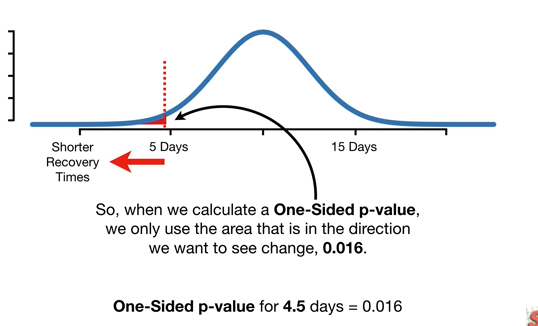 Shorter
Recovery
Times
5 Days
15 Days
So, when we calculate a One-Sided p-value,
we only use the area that is in the direction
we want to see change, 0.016.
One-Sided p-value for 4.5 days = 0.016